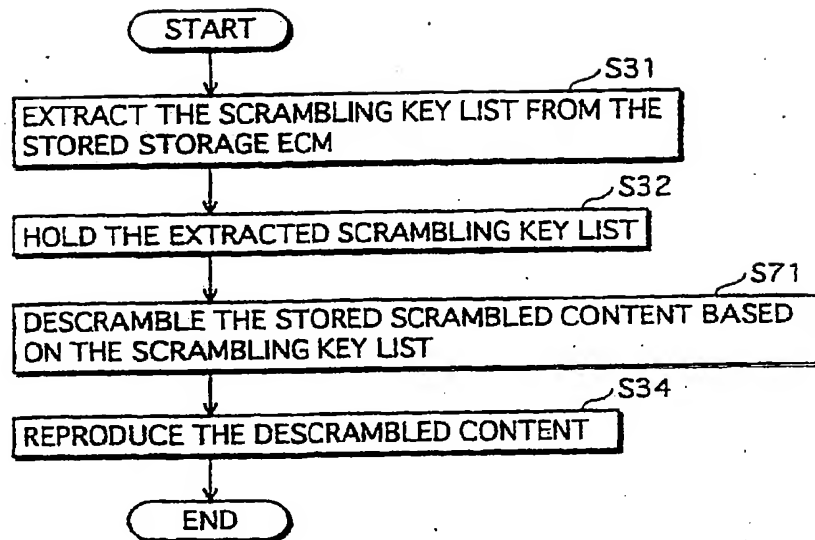 START
S31
EXTRACT THE SCRAMBLING KEY LIST FROM THE
STORED STORAGE ECM
S32
HOLD THE EXTRACTED SCRAMBLING KEY LIST
S71
DESCRAMBLE THE STORED SCRAMBLED CONTENT BASED
ON THE SCRAMBLING KEY LIST
S34
REPRODUCE THE DESCRAMBLED CONTENT
END